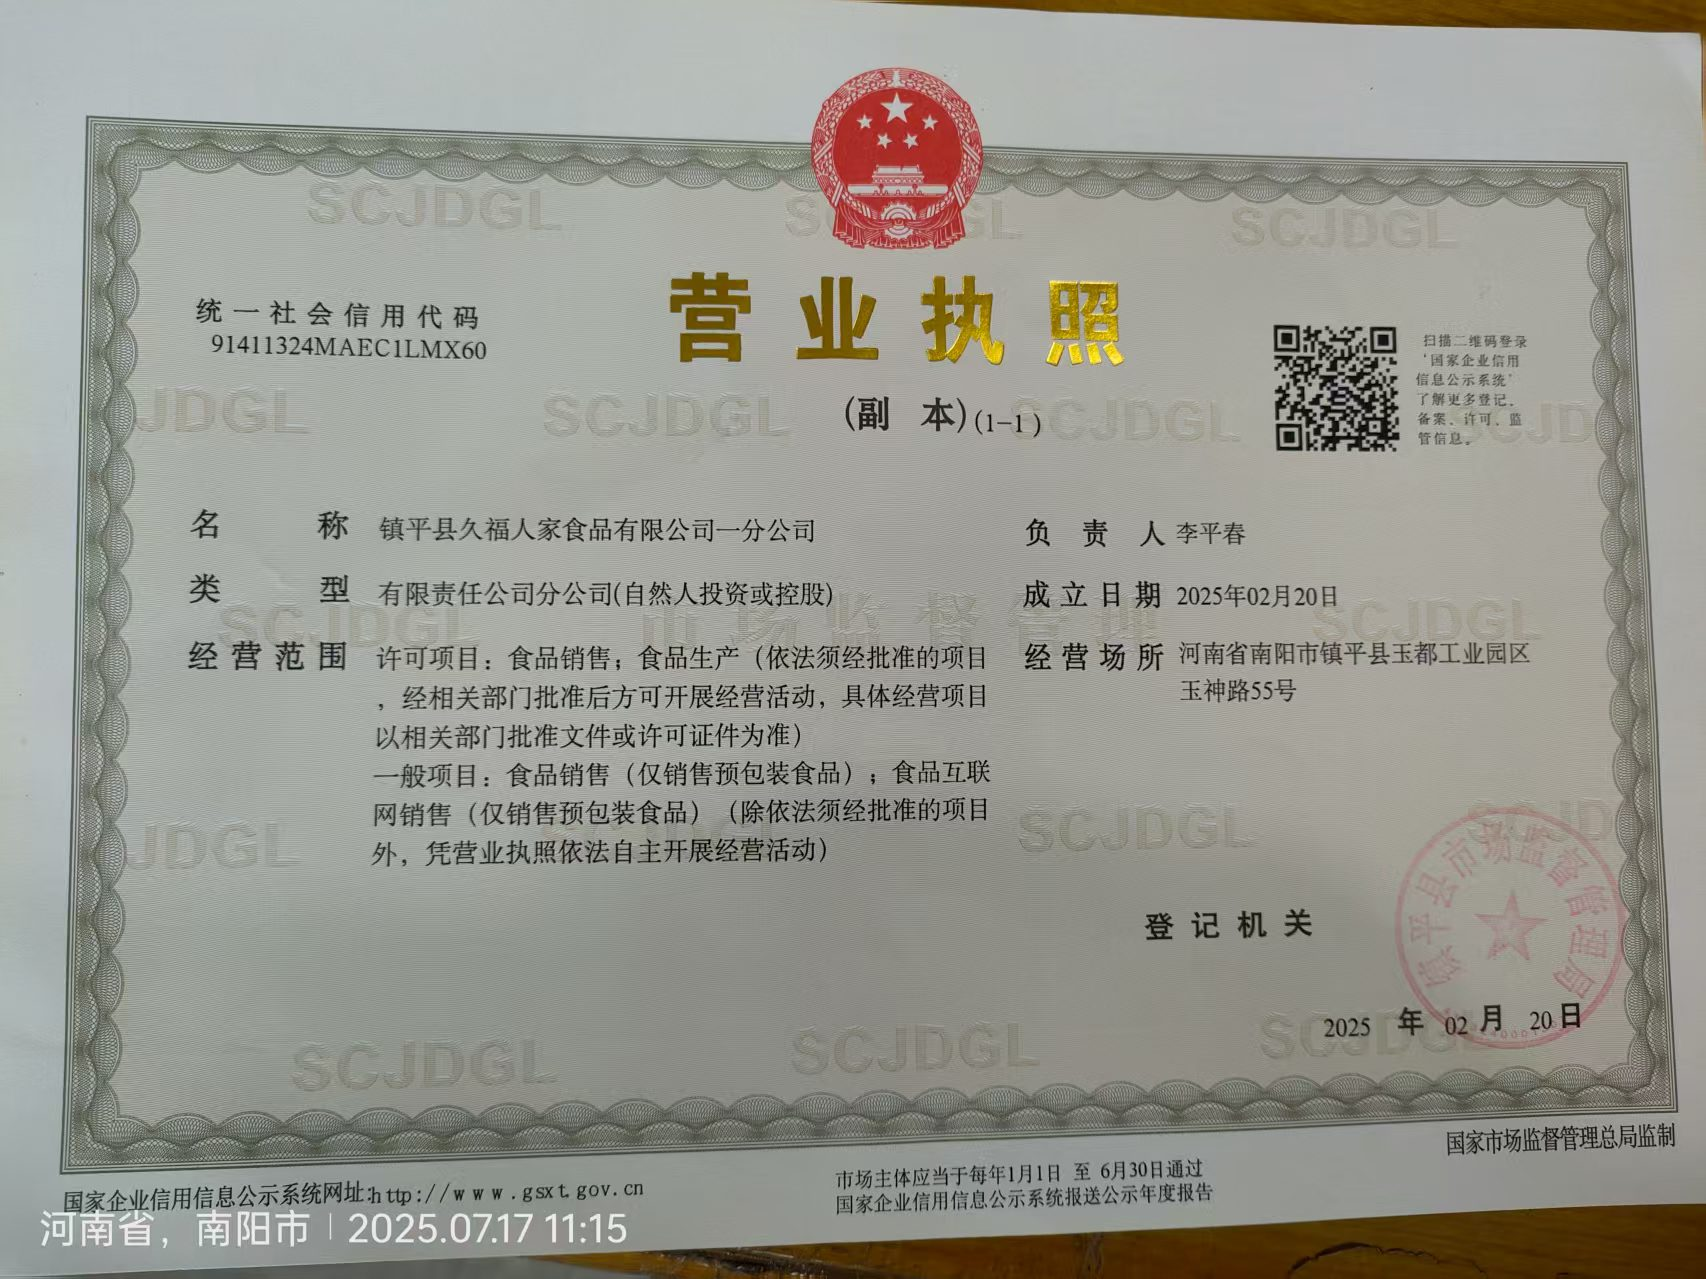 统一社会信用代码
91411324MAEC1LMX60
营业执照
(副 本)(1-1)
扫描二维码登录
'国家企业信用
信息公示系统'
了解更多登记、
备案、许可、监
管信息。
名 称 镇平县久福人家食品有限公司一分公司
类 型 有限责任公司分公司(自然人投资或控股)
经营范围 许可项目：食品销售；食品生产（依法须经批准的项目
，经相关部门批准后方可开展经营活动，具体经营项目
以相关部门批准文件或许可证件为准）
一般项目：食品销售（仅销售预包装食品）；食品互联
网销售（仅销售预包装食品）（除依法须经批准的项目
外，凭营业执照依法自主开展经营活动）
负责人 李平春
成立日期 2025年02月20日
经营场所 河南省南阳市镇平县玉都工业园区
玉神路55号
登记机关
镇平县市场监督管理局
2025 年 02 月 20 日
SCJDGL
市场监督管理
国家企业信用信息公示系统网址:http://www.gsxt.gov.cn
市场主体应当于每年1月1日 至 6月30日通过
国家企业信用信息公示系统报送公示年度报告
国家市场监督管理总局监制
河南省，南阳市 | 2025.07.17 11:15